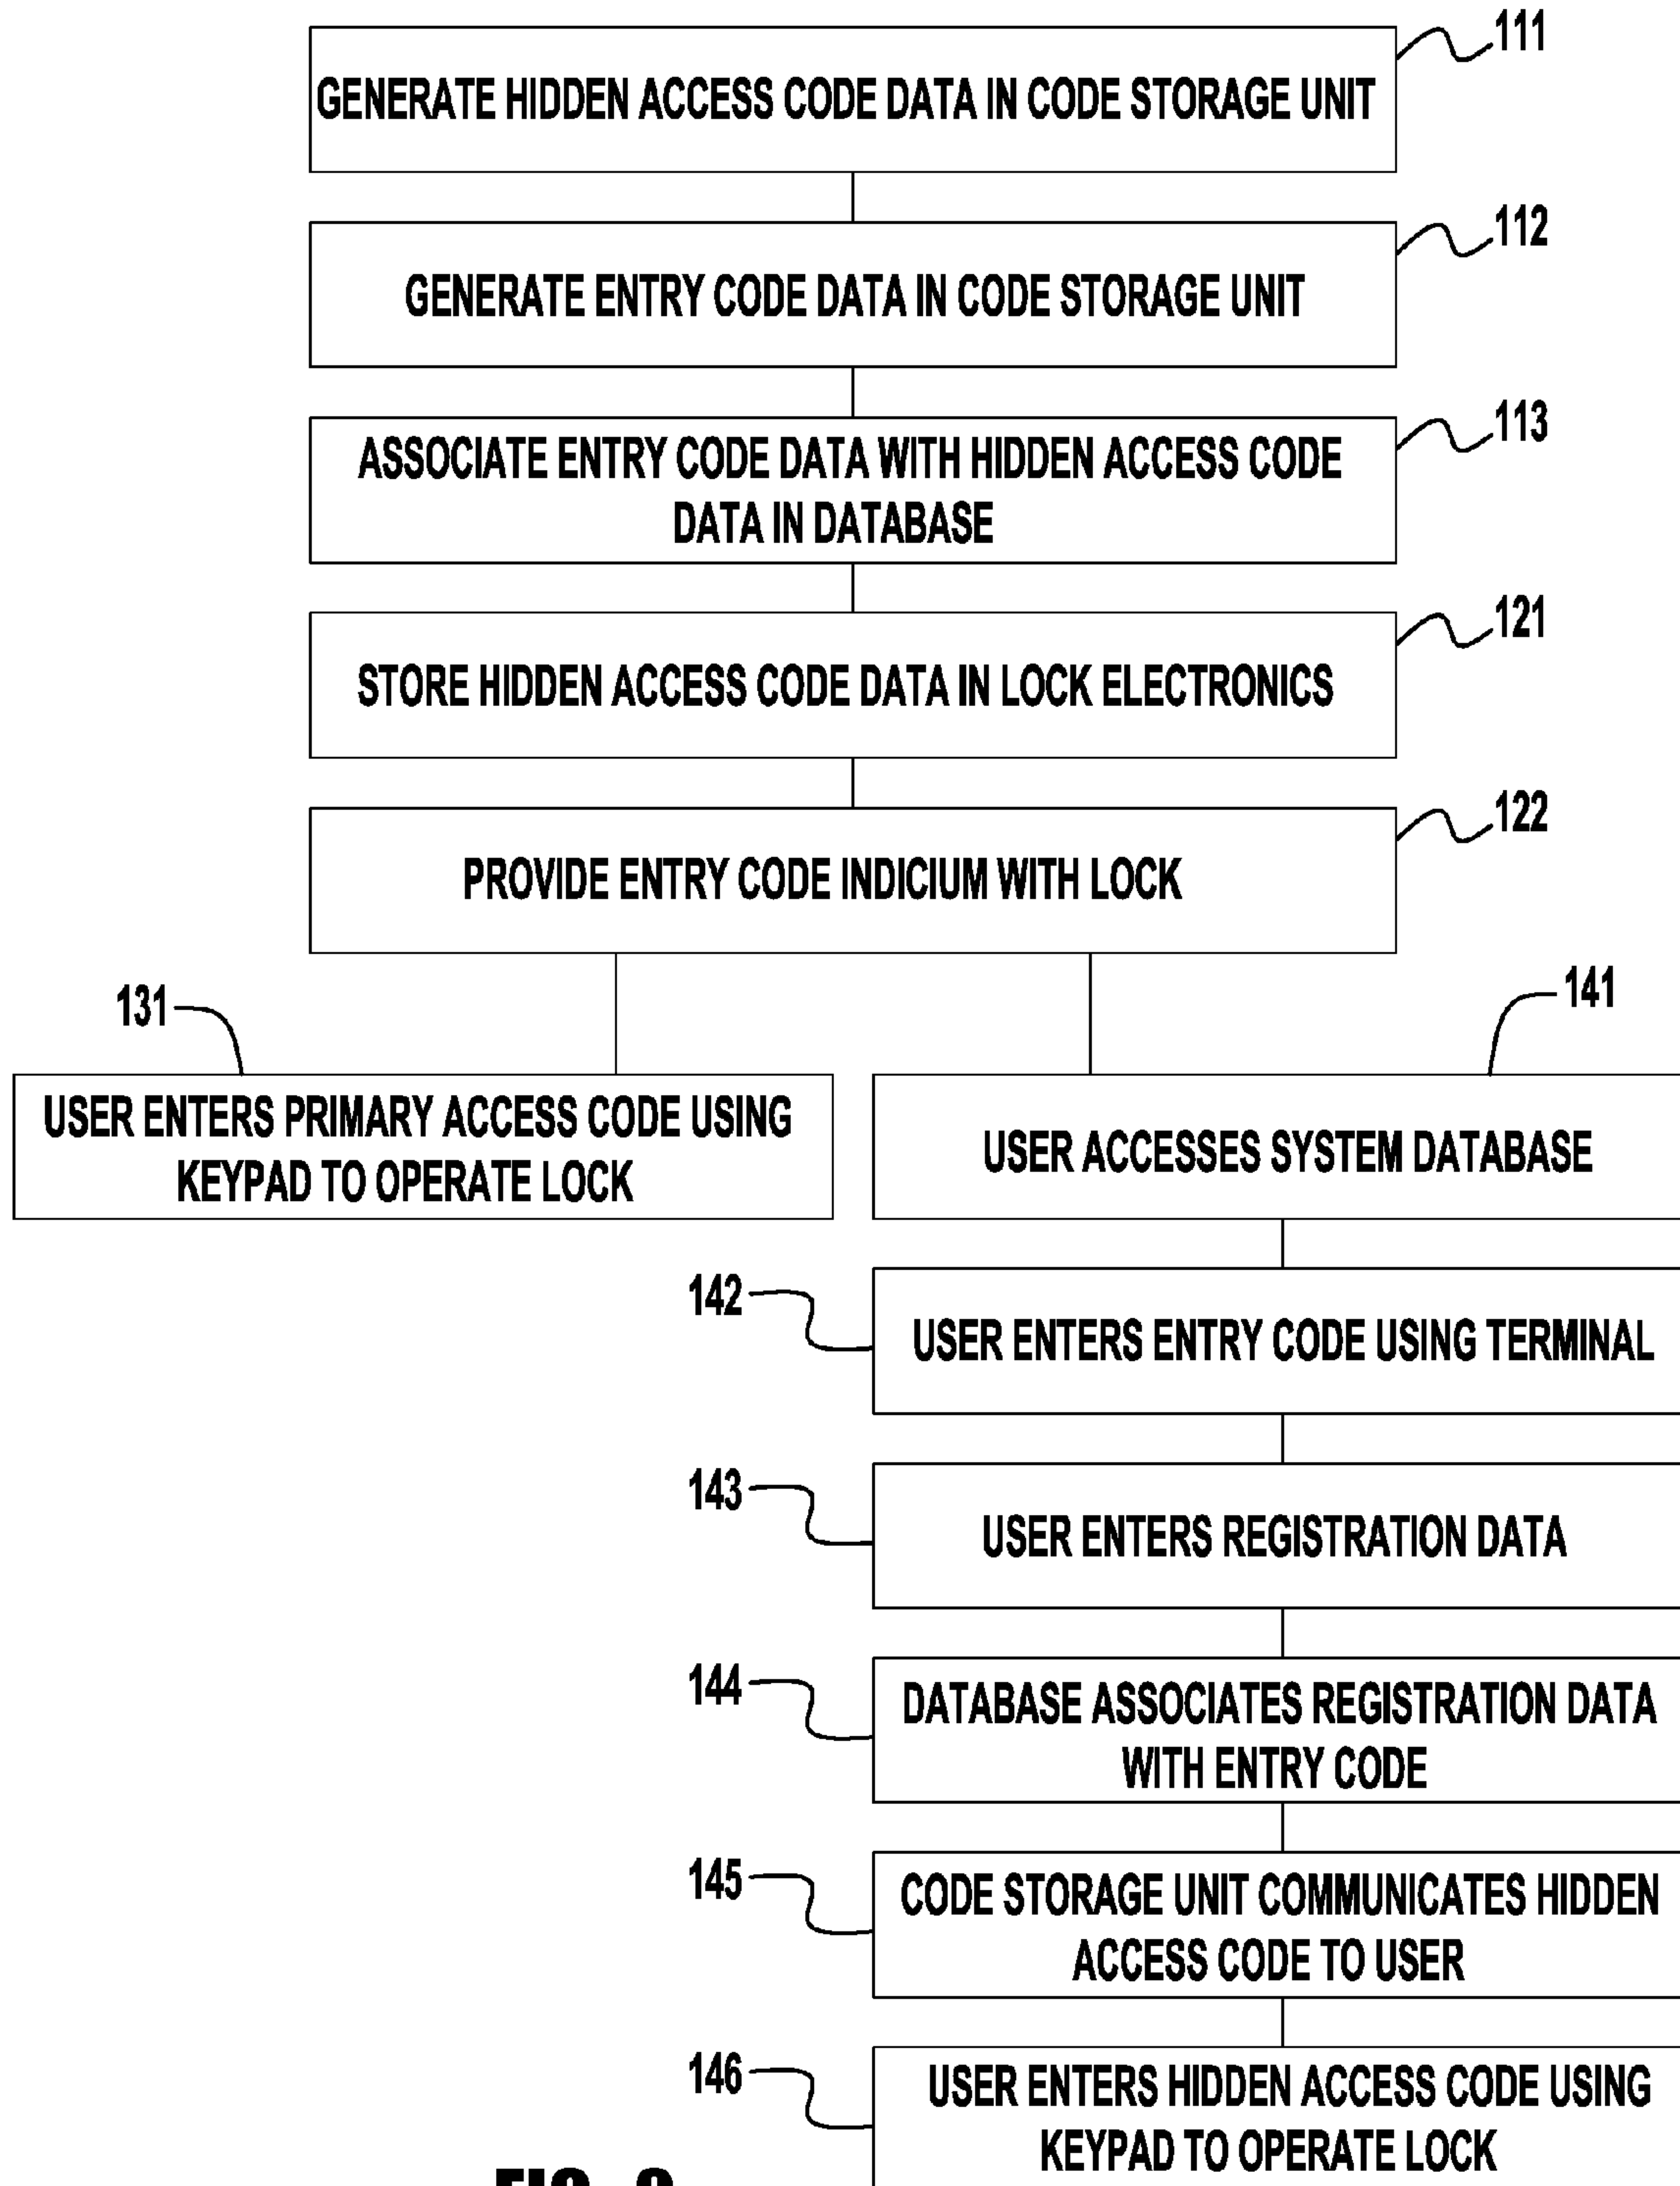 111
GENERATE HIDDEN ACCESS CODE DATA IN CODE STORAGE UNIT
112
GENERATE ENTRY CODE DATA IN CODE STORAGE UNIT
113
ASSOCIATE ENTRY CODE DATA WITH HIDDEN ACCESS CODE
DATA IN DATABASE
121
STORE HIDDEN ACCESS CODE DATA IN LOCK ELECTRONICS
122
PROVIDE ENTRY CODE INDICIUM WITH LOCK
131
USER ENTERS PRIMARY ACCESS CODE USING
KEYPAD TO OPERATE LOCK
141
USER ACCESSES SYSTEM DATABASE
142
USER ENTERS ENTRY CODE USING TERMINAL
143
USER ENTERS REGISTRATION DATA
144
DATABASE ASSOCIATES REGISTRATION DATA
WITH ENTRY CODE
145
CODE STORAGE UNIT COMMUNICATES HIDDEN
ACCESS CODE TO USER
146
USER ENTERS HIDDEN ACCESS CODE USING
KEYPAD TO OPERATE LOCK
FIG.